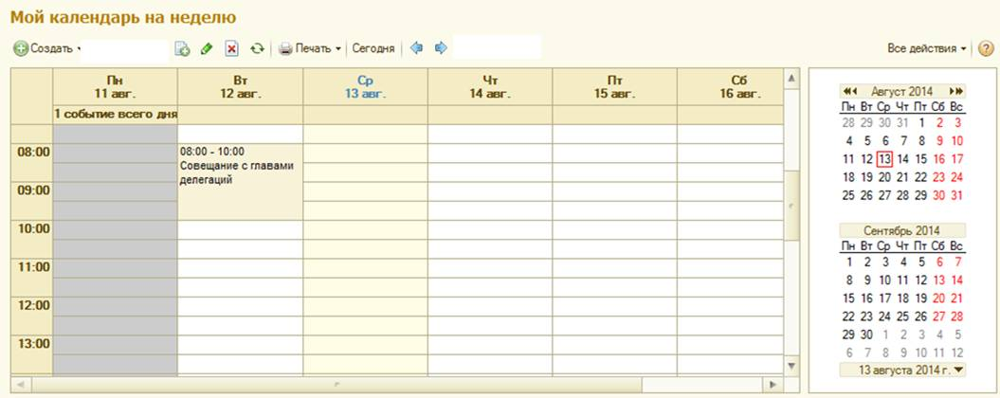 Мой календарь на неделю
Создать Печать Сегодня Все действия ?
Пн Вт Ср Чт Пт Сб
11 авг. 12 авг. 13 авг. 14 авг. 15 авг. 16 авг.
1 событие всего дня
08:00
08:00 - 10:00
Совещание с главами
делегаций
09:00
10:00
11:00
12:00
13:00
Август 2014
Пн Вт Ср Чт Пт Сб Вс
28 29 30 31 1 2 3
4 5 6 7 8 9 10
11 12 13 14 15 16 17
18 19 20 21 22 23 24
25 26 27 28 29 30 31
Сентябрь 2014
Пн Вт Ср Чт Пт Сб Вс
1 2 3 4 5 6 7
8 9 10 11 12 13 14
15 16 17 18 19 20 21
22 23 24 25 26 27 28
29 30 1 2 3 4 5
6 7 8 9 10 11 12
13 августа 2014 г.